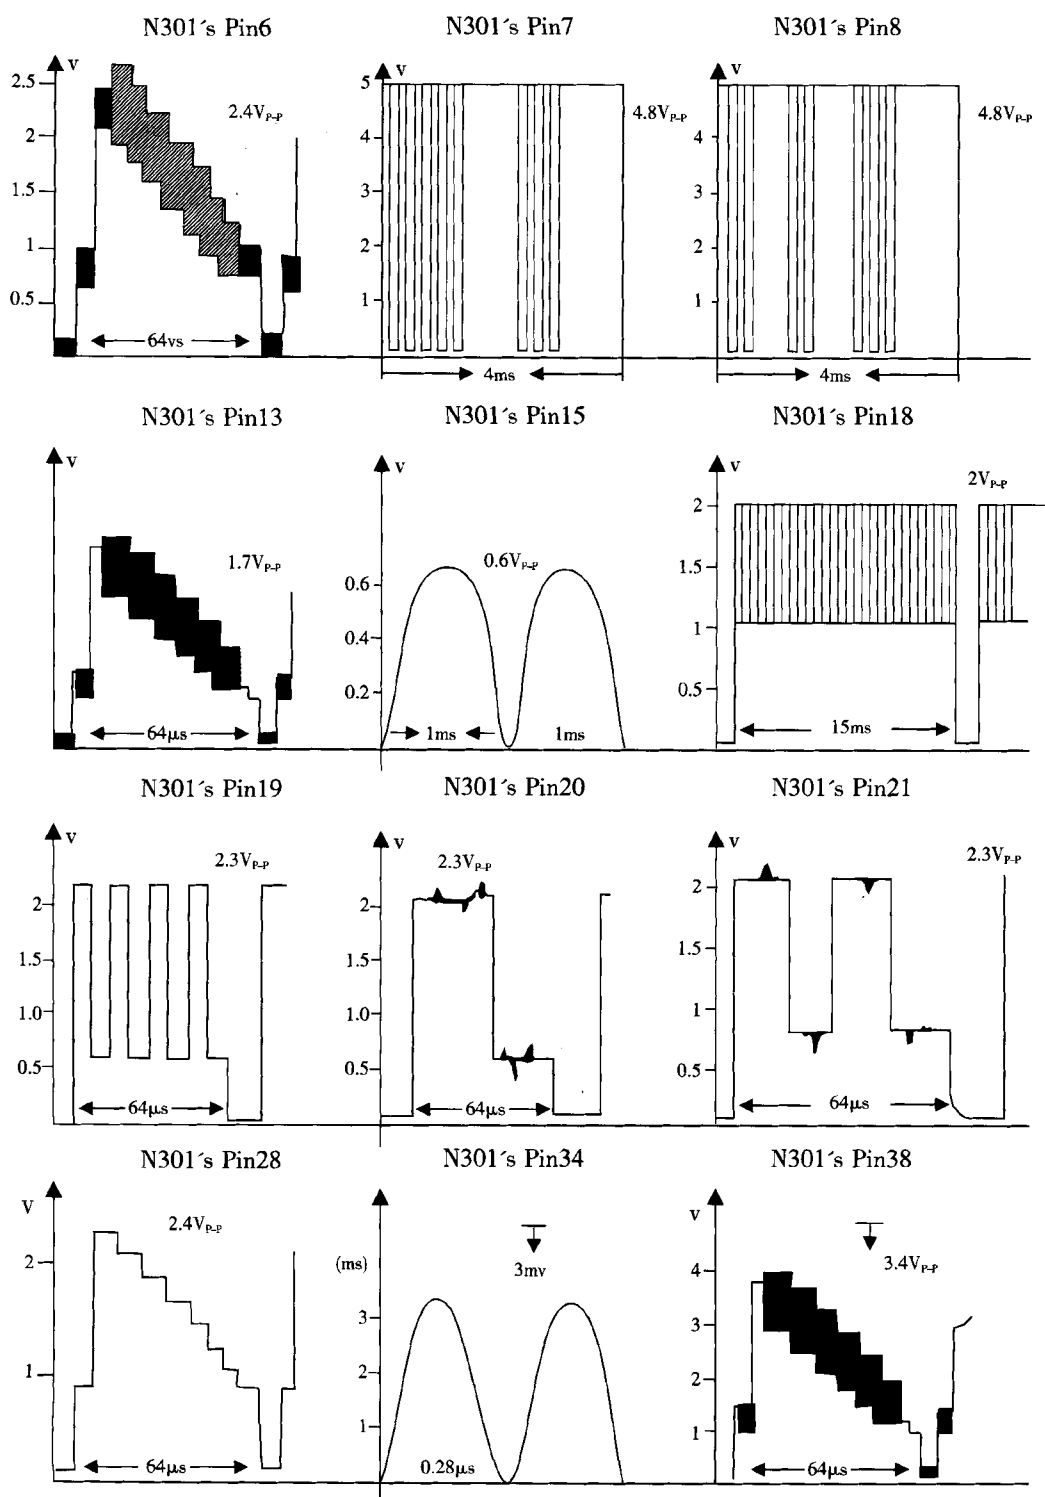 N301´s Pin6
N301´s Pin7
N301´s Pin8
v
2.5
2
1.5
1
0.5
2.4VP-P
64vs
v
5
4
3
2
1
4.8VP-P
4ms
v
4
3
2
1
4.8VP-P
4ms
N301´s Pin13
N301´s Pin15
N301´s Pin18
v
1.7VP-P
64μs
v
0.6
0.4
0.2
0.6VP-P
1ms
1ms
v
2
1.5
1
0.5
2VP-P
15ms
N301´s Pin19
N301´s Pin20
N301´s Pin21
v
2
1.5
1.0
0.5
2.3VP-P
64μs
v
2
1.5
1.0
0.5
2.3VP-P
64μs
v
2
1.5
1
0.5
2.3VP-P
64μs
N301´s Pin28
N301´s Pin34
N301´s Pin38
V
2
1
2.4VP-P
64μs
(ms)
3
2
1
3mv
0.28μs
v
4
3
2
1
3.4VP-P
64μs